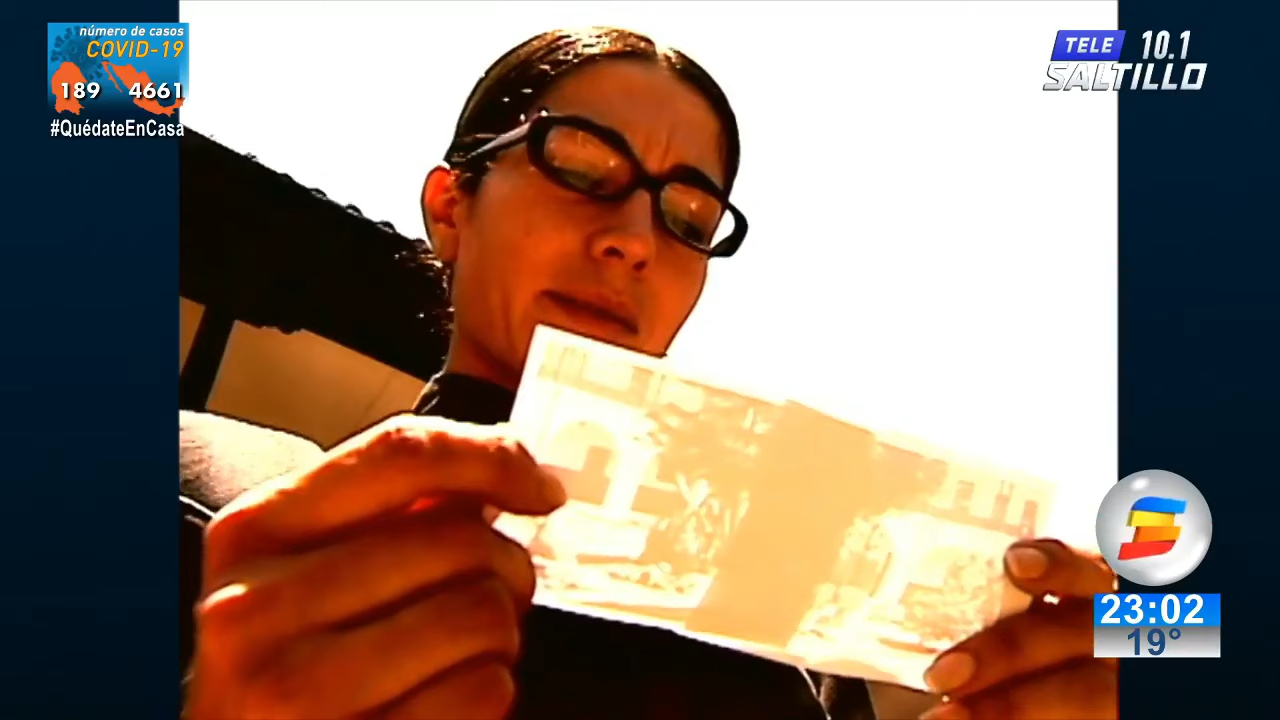 número de casos
COVID-19
189 4661
#QuédateEnCasa
TELE 10.1
SALTILLO
23:02
19°